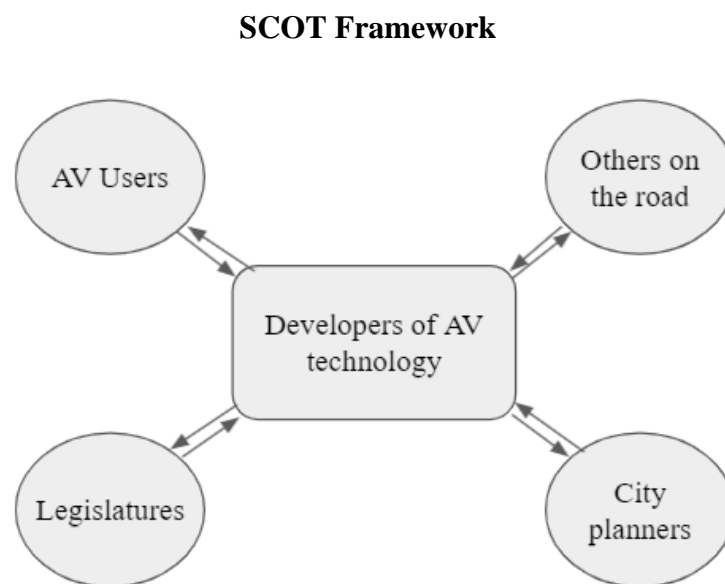 SCOT Framework
AV Users
Others on
the road
Developers of AV
technology
Legislatures
City
planners